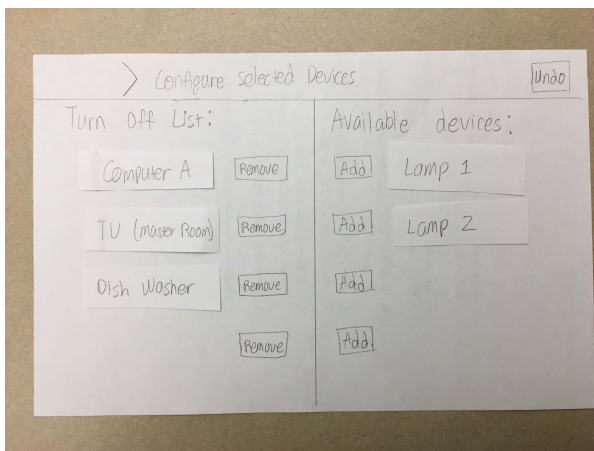 > Configure Selected Devices
Undo
Turn Off List:
Computer A Remove
TV (master Room) Remove
Dish Washer Remove
Remove
Available devices:
Add Lamp 1
Add Lamp 2
Add
Add